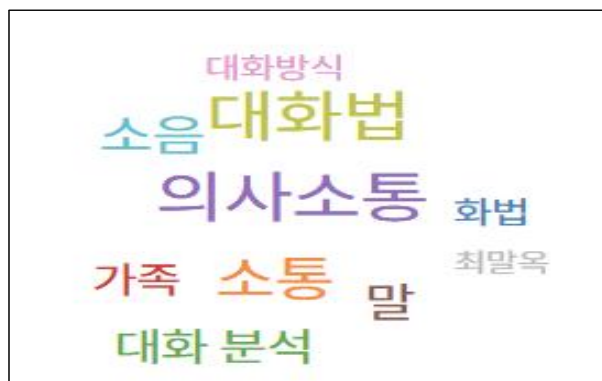 대화방식
소음 대화법
의사소통 화법
최말옥
가족 소통 말
대화 분석